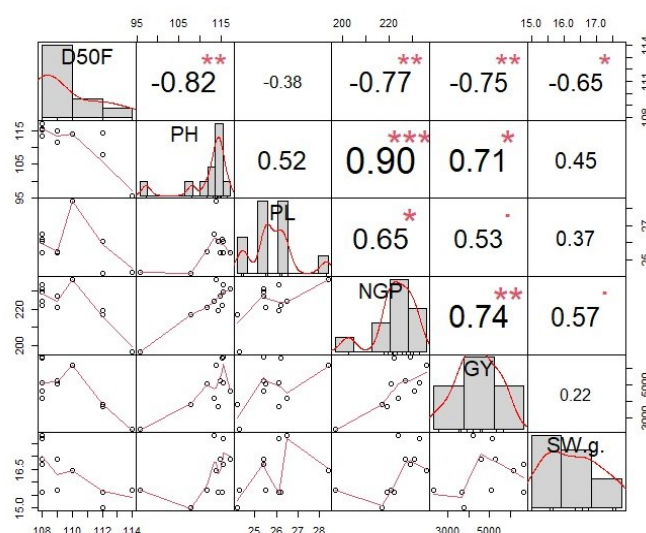 95 105 115 200 220 15.0 16.0 17.0
D50F -0.82 ** -0.38 -0.77 ** -0.75 ** -0.65 *
108 111 114
PH 0.52 0.90 *** 0.71 * 0.45
95 105 115
PL 0.65 * 0.53 . 0.37
NGP 0.74 ** 0.57 .
200 220
GY 0.22
SW.g.
15.0 16.5
108 110 112 114 25 26 27 28 3000 5000